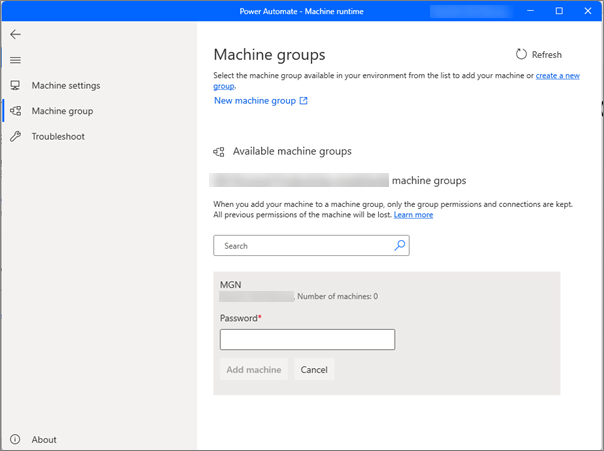 Power Automate - Machine runtime
Machine groups
Refresh
Select the machine group available in your environment from the list to add your machine or create a new
group.
New machine group
Machine settings
Machine group
Troubleshoot
Available machine groups
machine groups
When you add your machine to a machine group, only the group permissions and connections are kept.
All previous permissions of the machine will be lost. Learn more
Search
MGN
, Number of machines: 0
Password*
Add machine
Cancel
About